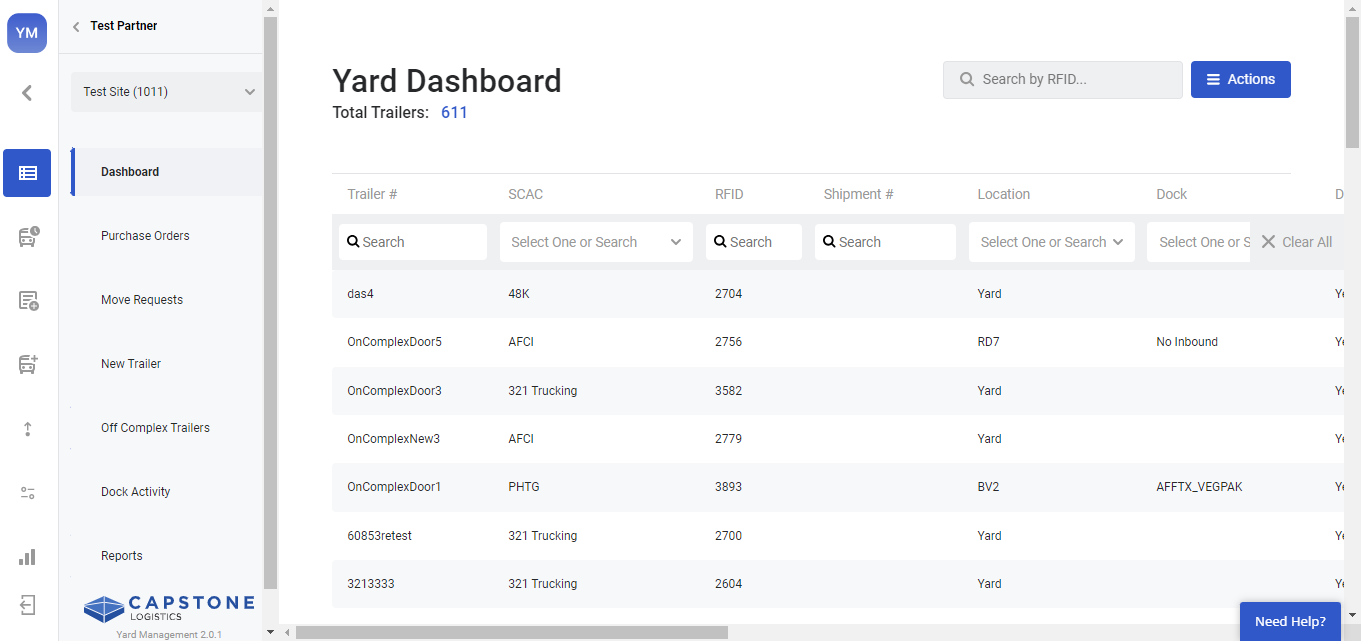 YM
Test Partner
Test Site (1011)
Dashboard
Purchase Orders
Move Requests
New Trailer
Off Complex Trailers
Dock Activity
Reports
CAPSTONE
LOGISTICS
Yard Management 2.0.1
Yard Dashboard
Total Trailers: 611
Search by RFID...
Actions
Trailer # SCAC RFID Shipment # Location Dock D
Search Select One or Search Search Search Select One or Search Select One or S Clear All
das4 48K 2704 Yard Ye
OnComplexDoor5 AFCI 2756 RD7 No Inbound Ye
OnComplexDoor3 321 Trucking 3582 Yard Ye
OnComplexNew3 AFCI 2779 Yard Ye
OnComplexDoor1 PHTG 3893 BV2 AFFTX_VEGPAK Ye
60853retest 321 Trucking 2700 Yard Ye
3213333 321 Trucking 2604 Yard Ye
Need Help?